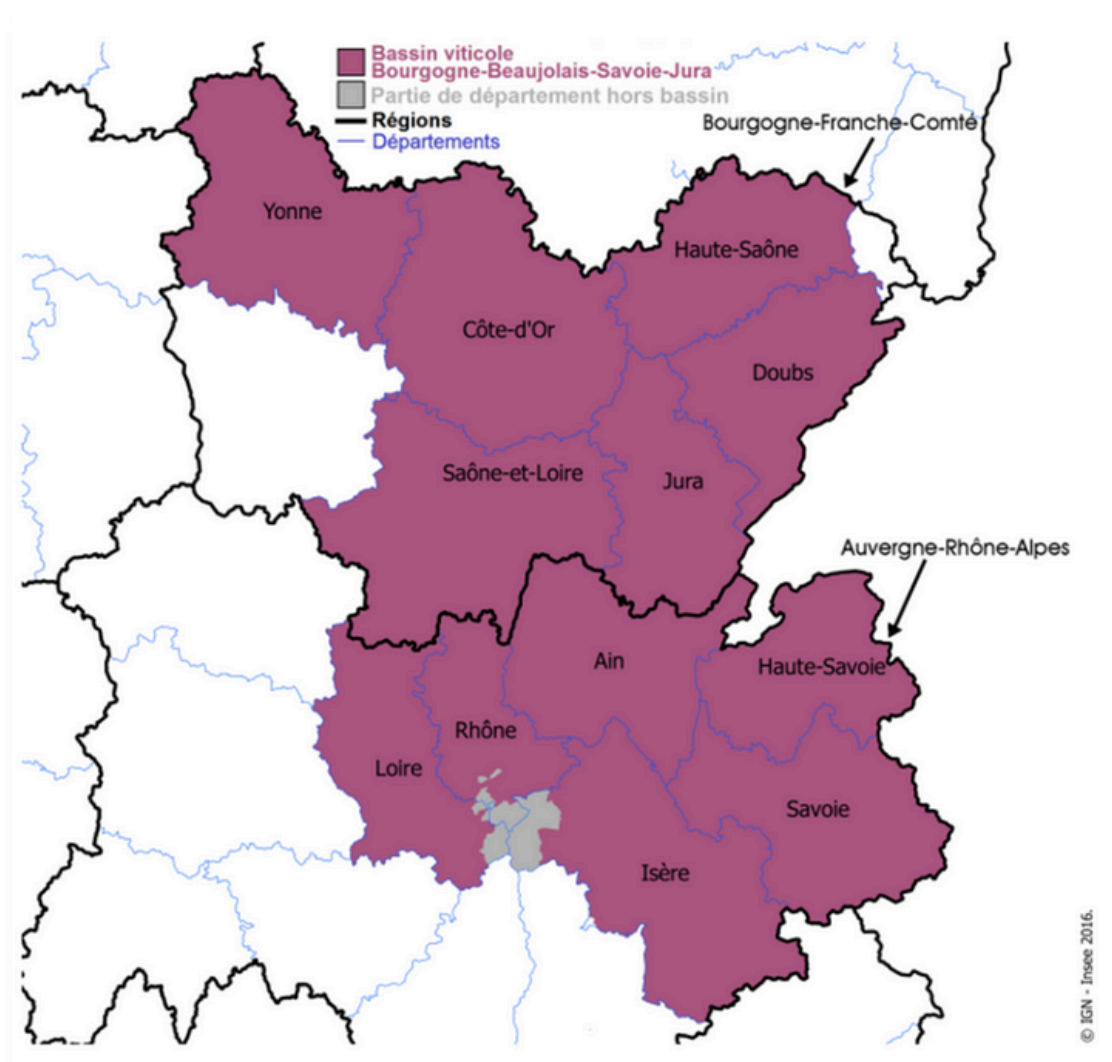 Bassin viticole
Bourgogne-Beaujolais-Savoie-Jura
Partie de département hors bassin
Régions
Départements
Bourgogne-Franche-Comté
Yonne
Haute-Saône
Côte-d'Or
Doubs
Saône-et-Loire
Jura
Auvergne-Rhône-Alpes
Ain
Haute-Savoie
Rhône
Loire
Savoie
Isère
© IGN - Insee 2016.